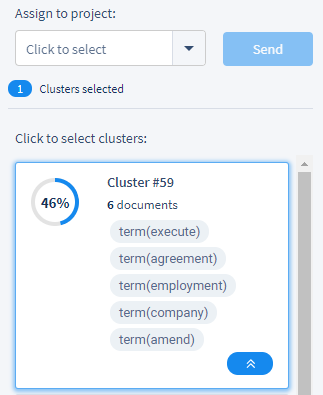 Assign to project:
Click to select
Send
1 Clusters selected
Click to select clusters:
46%
Cluster #59
6 documents
term(execute)
term(agreement)
term(employment)
term(company)
term(amend)